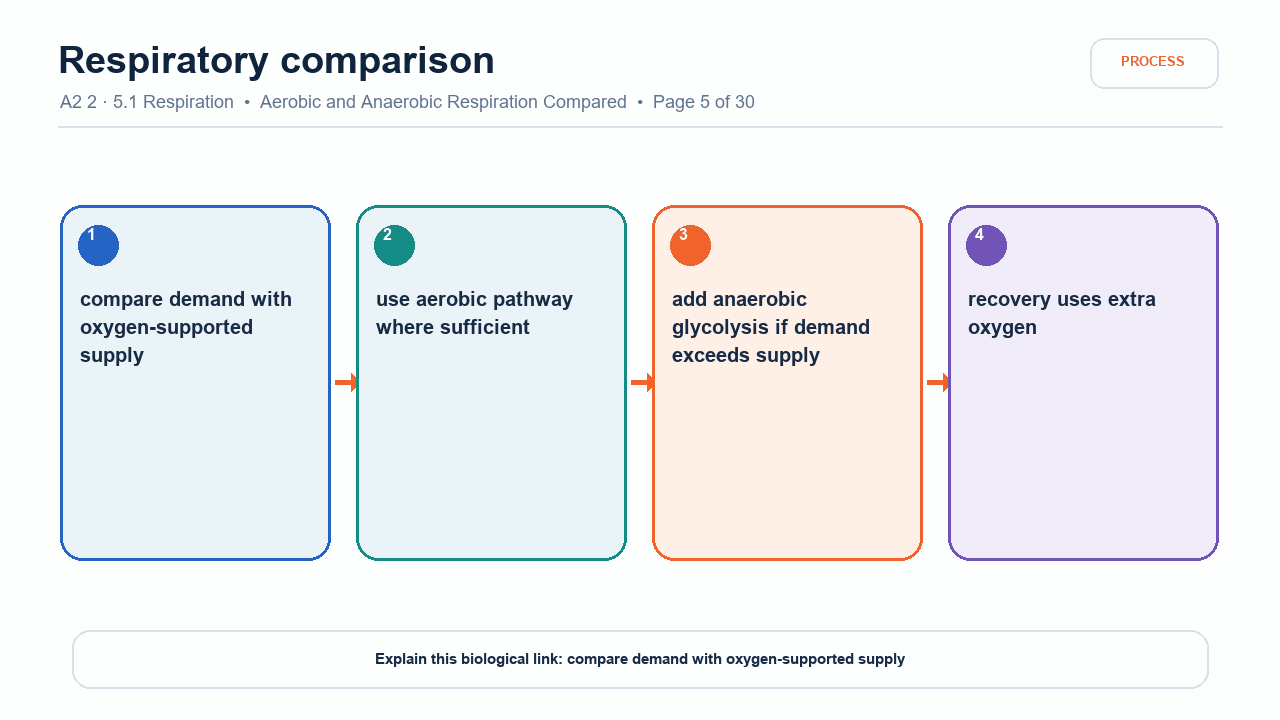 Respiratory comparison
PROCESS
A2 2 · 5.1 Respiration • Aerobic and Anaerobic Respiration Compared • Page 5 of 30
1
compare demand with
oxygen-supported
supply
2
use aerobic pathway
where sufficient
3
add anaerobic
glycolysis if demand
exceeds supply
4
recovery uses extra
oxygen
Explain this biological link: compare demand with oxygen-supported supply